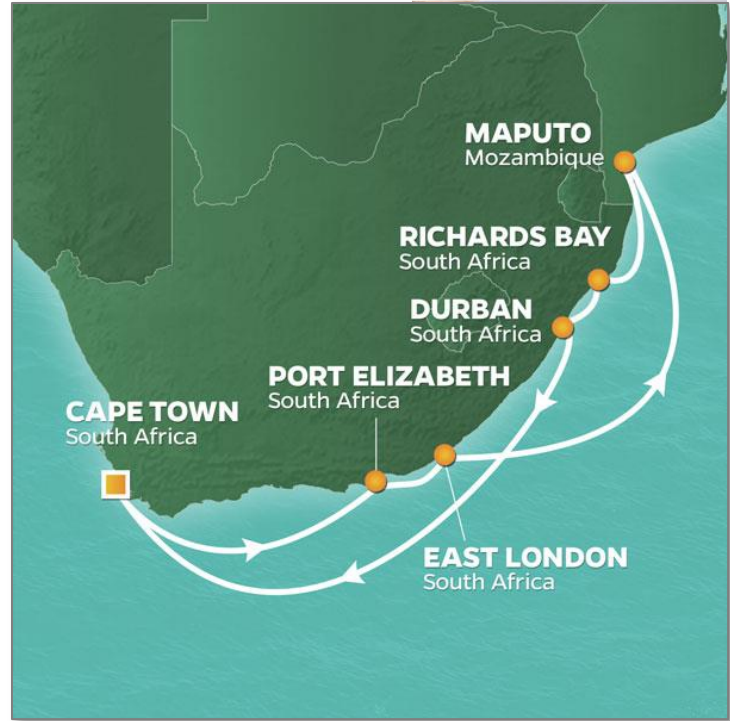 MAPUTO
Mozambique
RICHARDS BAY
South Africa
DURBAN
South Africa
PORT ELIZABETH
South Africa
CAPE TOWN
South Africa
EAST LONDON
South Africa